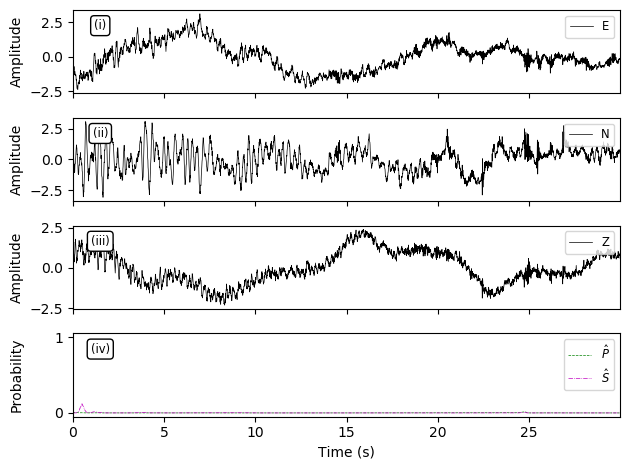 Amplitude
2.5
0.0
−2.5
(i)
E
Amplitude
2.5
0.0
−2.5
(ii)
N
Amplitude
2.5
0.0
−2.5
(iii)
Z
Probability
1
0
(iv)
P̂
Ŝ
0 5 10 15 20 25
Time (s)